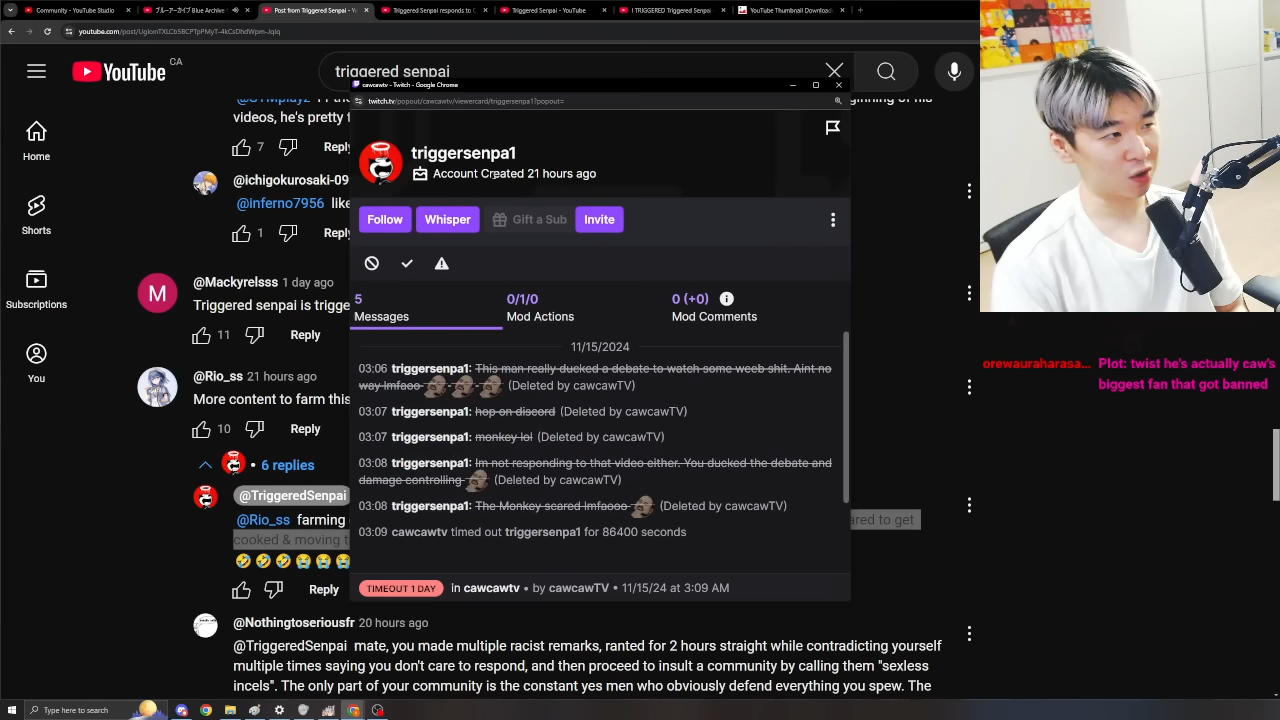 Community - YouTube Studio
ブルーアーカイブ Blue Archive
Post from Triggered Senpai - Y
Triggered Senpai responds to C
Triggered Senpai - YouTube
I TRIGGERED Triggered Senpai
YouTube Thumbnail Download
YouTube CA
triggered senpai
Home
Shorts
Subscriptions
You
videos, he's pretty f
7
Reply
@ichigokurosaki-09
@inferno7956 like
1
Reply
@Mackyrelsss 1 day ago
Triggered senpai is trigge
11
Reply
@Rio_ss 21 hours ago
More content to farm this
10
Reply
6 replies
@TriggeredSenpai
@Rio_ss farming
ared to get
cooked & moving t
Reply
@Nothingtoseriousfr 20 hours ago
@TriggeredSenpai mate, you made multiple racist remarks, ranted for 2 hours straight while contradicting yourself
multiple times saying you don't care to respond, and then proceed to insult a community by calling them "sexless
incels". The only part of your community is the constant yes men who obviously defend everything you spew. The
cawcawtv - Twitch - Google Chrome
twitch.tv/popout/cawcawtv/viewercard/triggersenpa1?popout=
triggersenpa1
Account Created 21 hours ago
Follow
Whisper
Gift a Sub
Invite
5
Messages
0/1/0
Mod Actions
0 (+0)
Mod Comments
11/15/2024
03:06 triggersenpa1: This man really ducked a debate to watch some weeb shit. Aint no
way lmfaoo (Deleted by cawcawTV)
03:07 triggersenpa1: hop on discord (Deleted by cawcawTV)
03:07 triggersenpa1: monkey lol (Deleted by cawcawTV)
03:08 triggersenpa1: Im not responding to that video either. You ducked the debate and
damage controlling (Deleted by cawcawTV)
03:08 triggersenpa1: The Monkey scared lmfaooo (Deleted by cawcawTV)
03:09 cawcawtv timed out triggersenpa1 for 86400 seconds
TIMEOUT 1 DAY in cawcawtv • by cawcawTV • 11/15/24 at 3:09 AM
orewauraharasa... Plot: twist he's actually caw's
biggest fan that got banned
Type here to search